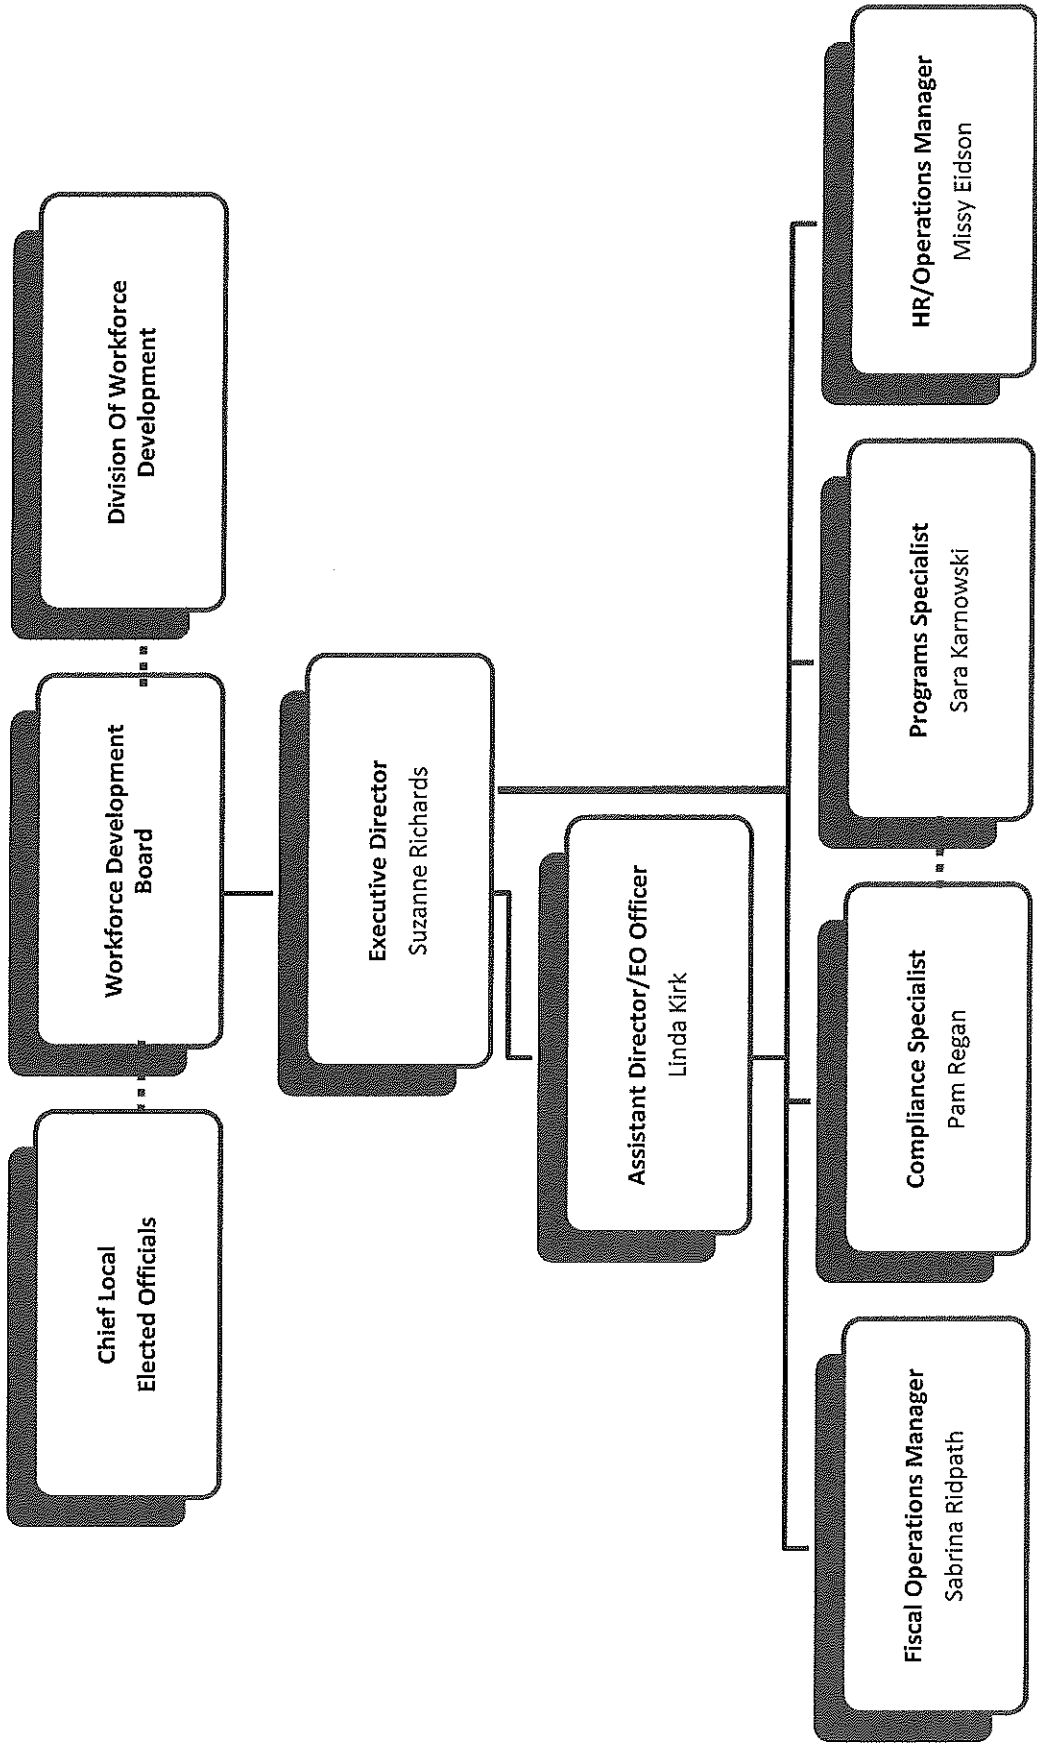 Chief Local
Elected Officials
Workforce Development
Board
Division Of Workforce
Development
Executive Director
Suzanne Richards
Assistant Director/EO Officer
Linda Kirk
Fiscal Operations Manager
Sabrina Ridpath
Compliance Specialist
Pam Regan
Programs Specialist
Sara Karnowski
HR/Operations Manager
Missy Eidson